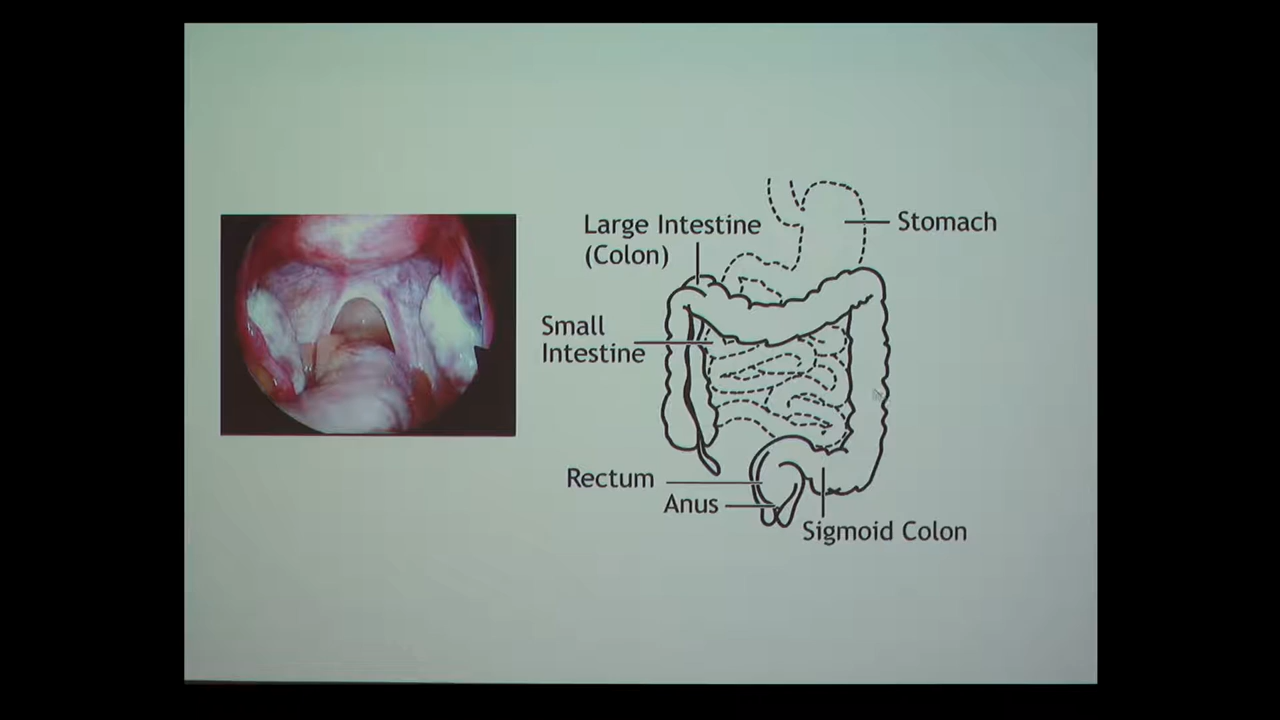 Large Intestine
(Colon)
Stomach
Small
Intestine
Rectum
Anus
Sigmoid Colon